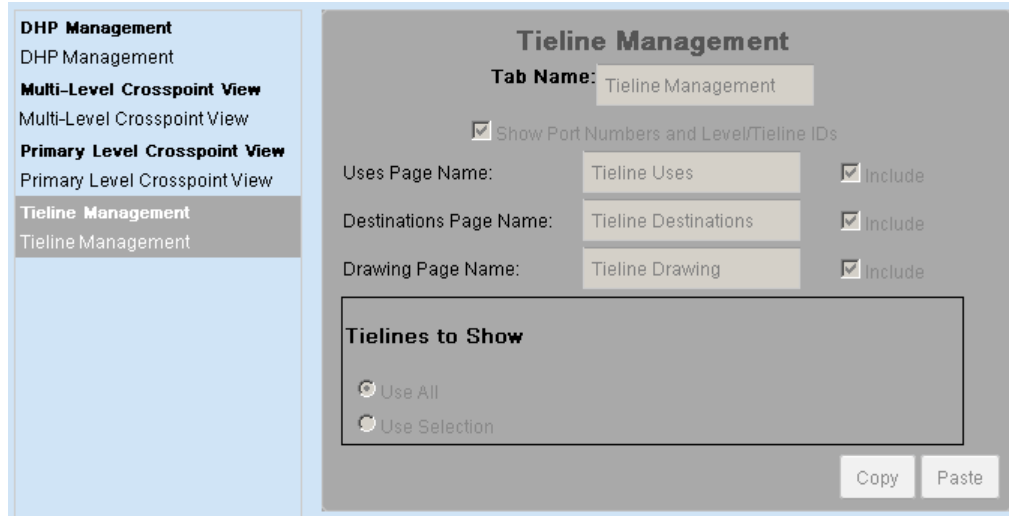 DHP Management
DHP Management
Multi-Level Crosspoint View
Multi-Level Crosspoint View
Primary Level Crosspoint View
Primary Level Crosspoint View
Tieline Management
Tieline Management
Tieline Management
Tab Name: Tieline Management
Show Port Numbers and Level/Tieline IDs
Uses Page Name: Tieline Uses Include
Destinations Page Name: Tieline Destinations Include
Drawing Page Name: Tieline Drawing Include
Tielines to Show
Use All
Use Selection
Copy Paste